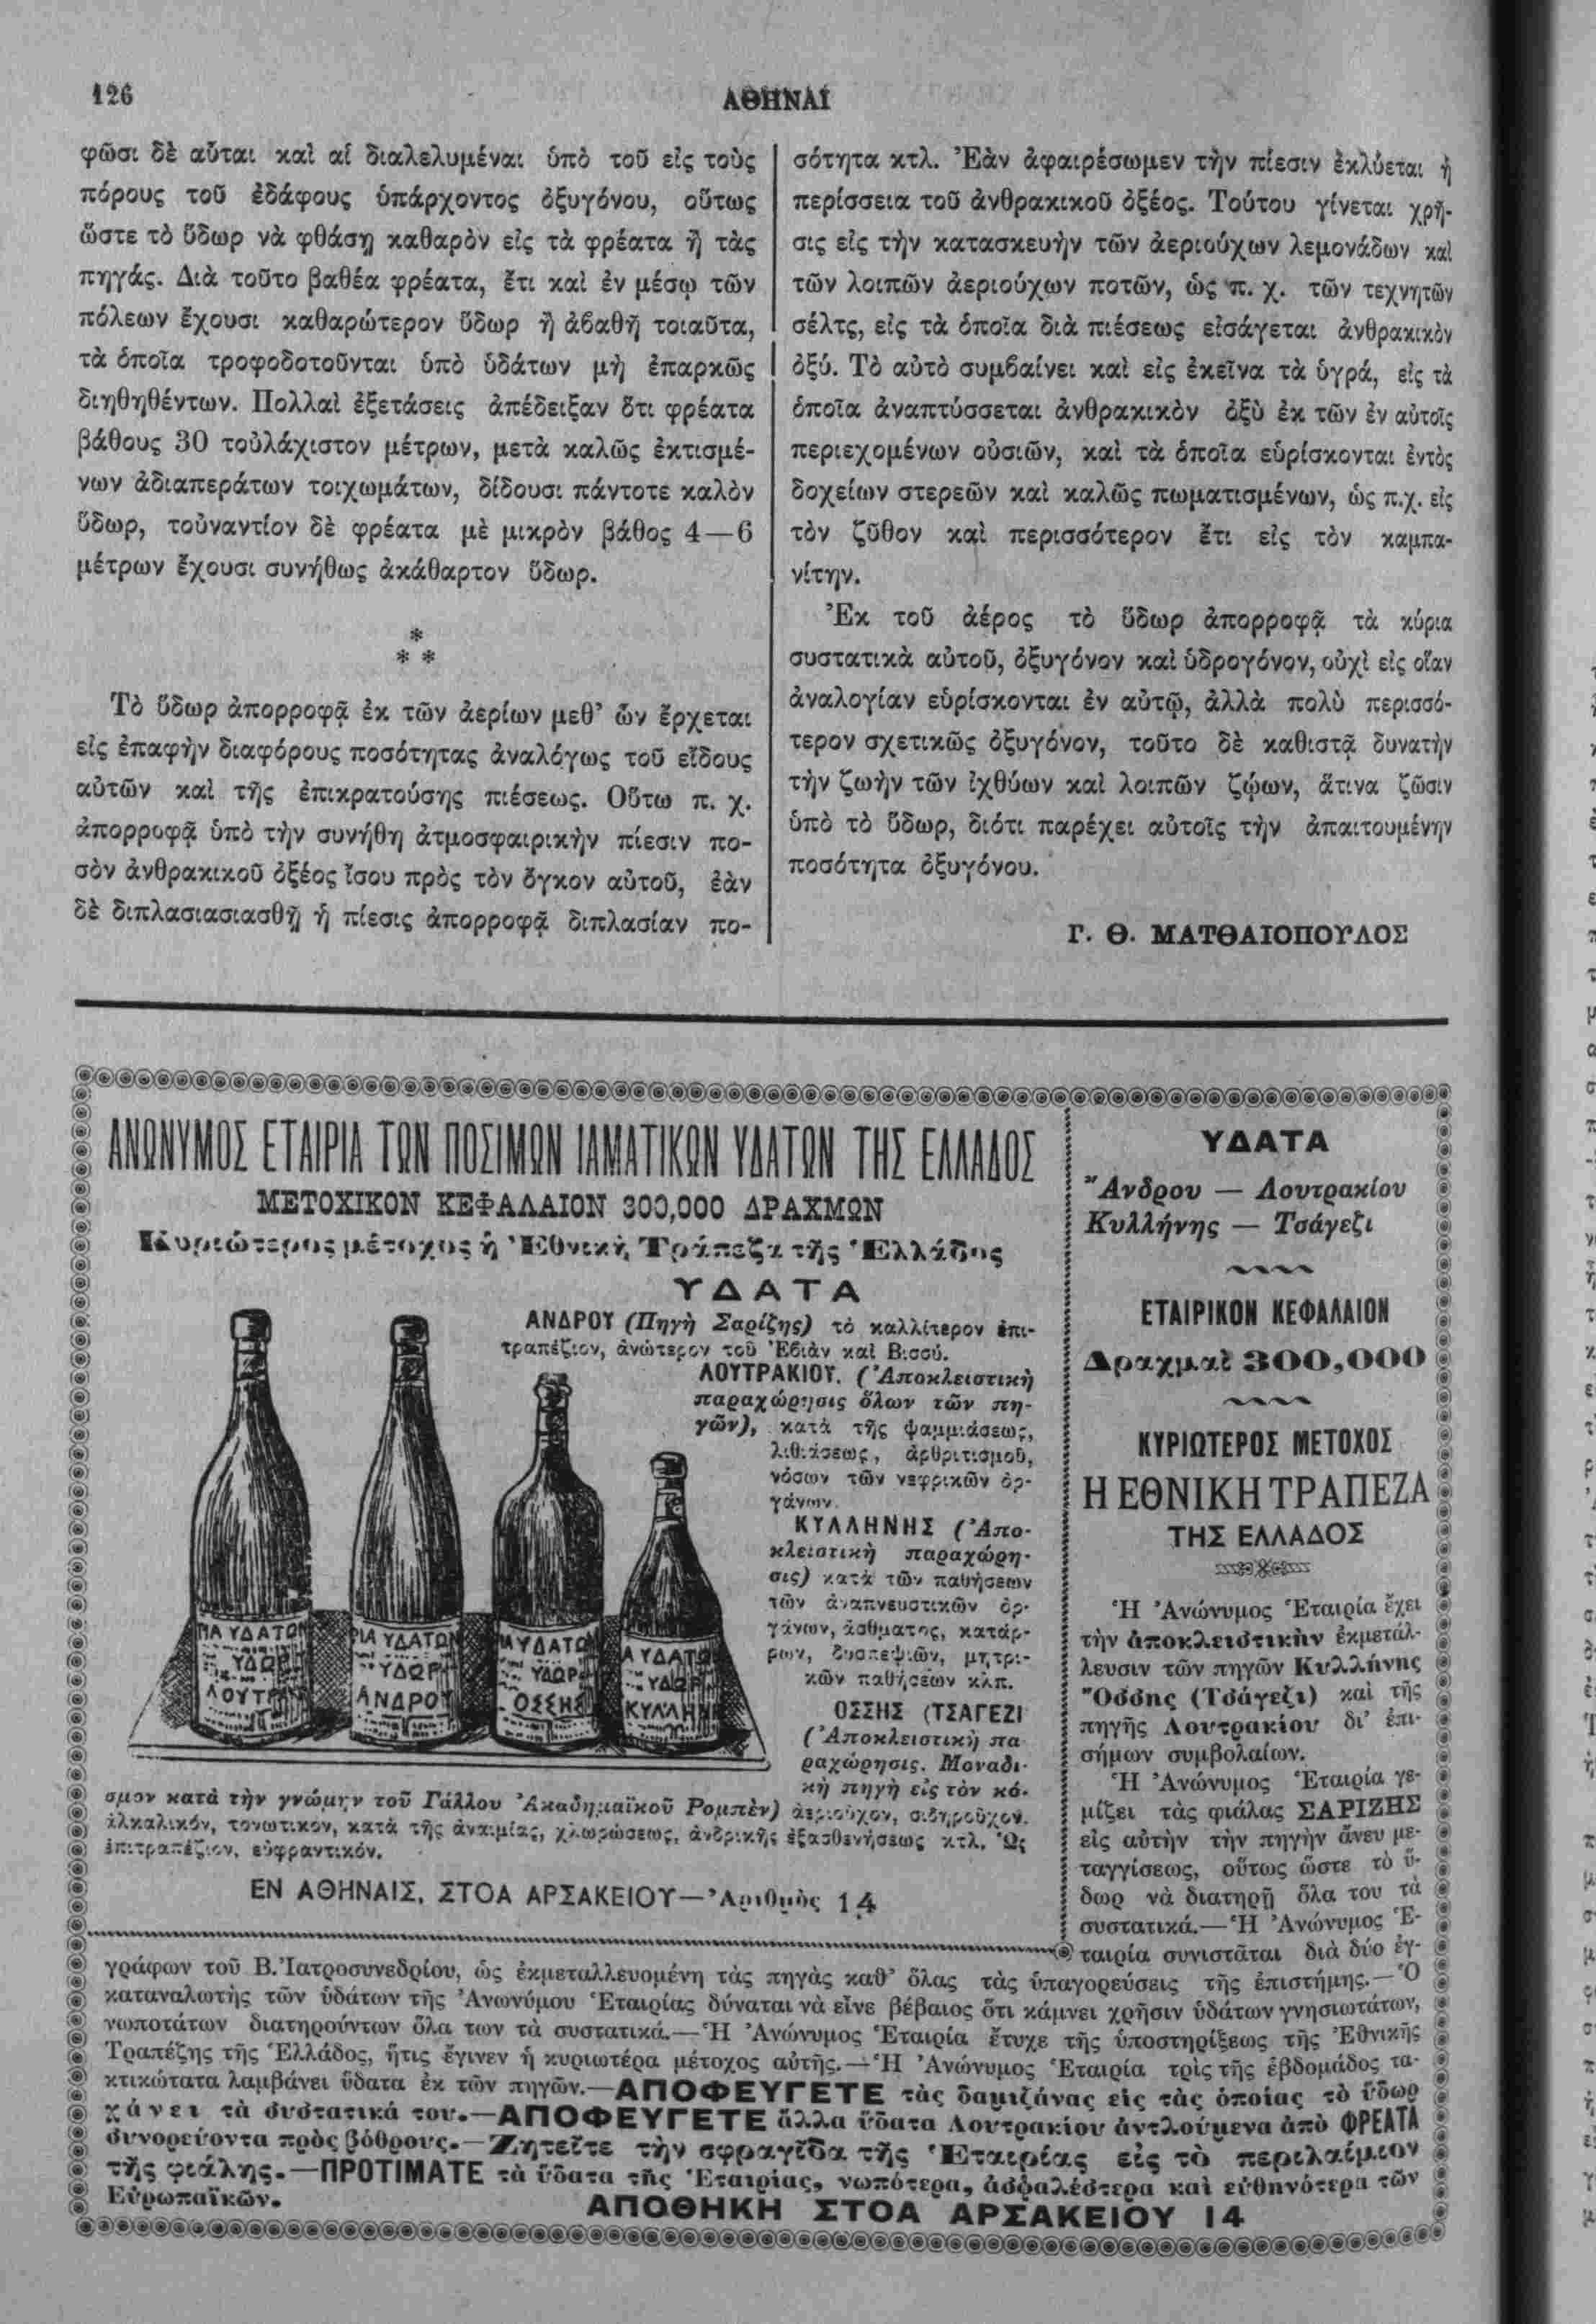 126
ΑΘΗΝΑΙ
φῶσι δὲ αὗται καὶ αἱ διαλελυμέναι ὑπὸ τοῦ εἰς τοὺς
πόρους τοῦ ἐδάφους ὑπάρχοντος ὀξυγόνου, οὕτως
ὥστε τὸ ὕδωρ νὰ φθάσῃ καθαρὸν εἰς τὰ φρέατα ἢ τὰς
πηγάς. Διὰ τοῦτο βαθέα φρέατα, ἔτι καὶ ἐν μέσῳ τῶν
πόλεων ἔχουσι καθαρώτερον ὕδωρ ἢ ἀβαθῆ τοιαῦτα,
τὰ ὁποῖα τροφοδοτοῦνται ὑπὸ ὑδάτων μὴ ἐπαρκῶς
διηθηθέντων. Πολλαὶ ἐξετάσεις ἀπέδειξαν ὅτι φρέατα
βάθους 30 τοὐλάχιστον μέτρων, μετὰ καλῶς ἐκτισμέ-
νων ἀδιαπεράτων τοιχωμάτων, δίδουσι πάντοτε καλὸν
ὕδωρ, τοὐναντίον δὲ φρέατα μὲ μικρὸν βάθος 4—6
μέτρων ἔχουσι συνήθως ἀκάθαρτον ὕδωρ.
*
* *
Τὸ ὕδωρ ἀπορροφᾷ ἐκ τῶν ἀερίων μεθ' ὧν ἔρχεται
εἰς ἐπαφὴν διαφόρους ποσότητας ἀναλόγως τοῦ εἴδους
αὐτῶν καὶ τῆς ἐπικρατούσης πιέσεως. Οὕτω π. χ.
ἀπορροφᾷ ὑπὸ τὴν συνήθη ἀτμοσφαιρικὴν πίεσιν πο-
σὸν ἀνθρακικοῦ ὀξέος ἴσου πρὸς τὸν ὄγκον αὐτοῦ, ἐὰν
δὲ διπλασιασιασθῇ ἡ πίεσις ἀπορροφᾷ διπλασίαν πο-
σότητα κτλ. Ἐὰν ἀφαιρέσωμεν τὴν πίεσιν ἐκλύεται ἡ
περίσσεια τοῦ ἀνθρακικοῦ ὀξέος. Τούτου γίνεται χρῆ-
σις εἰς τὴν κατασκευὴν τῶν ἀεριούχων λεμονάδων καὶ
τῶν λοιπῶν ἀεριούχων ποτῶν, ὡς π. χ. τῶν τεχνητῶν
σέλτς, εἰς τὰ ὁποῖα διὰ πιέσεως εἰσάγεται ἀνθρακικὸν
ὀξύ. Τὸ αὐτὸ συμβαίνει καὶ εἰς ἐκεῖνα τὰ ὑγρά, εἰς τὰ
ὁποῖα ἀναπτύσσεται ἀνθρακικὸν ὀξὺ ἐκ τῶν ἐν αὐτοῖς
περιεχομένων οὐσιῶν, καὶ τὰ ὁποῖα εὑρίσκονται ἐντὸς
δοχείων στερεῶν καὶ καλῶς πωματισμένων, ὡς π.χ. εἰς
τὸν ζῦθον καὶ περισσότερον ἔτι εἰς τὸν καμπα-
νίτην.
Ἐκ τοῦ ἀέρος τὸ ὕδωρ ἀπορροφᾷ τὰ κύρια
συστατικὰ αὐτοῦ, ὀξυγόνον καὶ ὑδρογόνον, οὐχὶ εἰς οἵαν
ἀναλογίαν εὑρίσκονται ἐν αὐτῷ, ἀλλὰ πολὺ περισσό-
τερον σχετικῶς ὀξυγόνον, τοῦτο δὲ καθιστᾷ δυνατὴν
τὴν ζωὴν τῶν ἰχθύων καὶ λοιπῶν ζῴων, ἅτινα ζῶσιν
ὑπὸ τὸ ὕδωρ, διότι παρέχει αὐτοῖς τὴν ἀπαιτουμένην
ποσότητα ὀξυγόνου.
Γ. Θ. ΜΑΤΘΑΙΟΠΟΥΛΟΣ
ΑΝΩΝΥΜΟΣ ΕΤΑΙΡΙΑ ΤΩΝ ΠΟΣΙΜΩΝ ΙΑΜΑΤΙΚΩΝ ΥΔΑΤΩΝ ΤΗΣ ΕΛΛΑΔΟΣ
ΜΕΤΟΧΙΚΟΝ ΚΕΦΑΛΑΙΟΝ 300,000 ΔΡΑΧΜΩΝ
Κυριώτερος μέτοχος ἡ Ἐθνικὴ Τράπεζα τῆς Ἑλλάδος
ΥΔΑΤΑ
ΑΝΔΡΟΥ (Πηγὴ Σαρίζης) τὸ καλλίτερον ἐπι-
τραπέζιον, ἀνώτερον τοῦ Ἐβιὰν καὶ Βισσύ.
ΛΟΥΤΡΑΚΙΟΥ. (Ἀποκλειστικὴ
παραχώρησις ὅλων τῶν πη-
γῶν), κατὰ τῆς ψαμμιάσεως,
λιθιάσεως, ἀρθριτισμοῦ,
νόσων τῶν νεφρικῶν ὀρ-
γάνων.
ΚΥΛΛΗΝΗΣ (Ἀπο-
κλειστικὴ παραχώρη-
σις) κατὰ τῶν παθήσεων
τῶν ἀναπνευστικῶν ὀρ-
γάνων, ἄσθματος, κατάρ-
ρων, δυσπεψιῶν, μητρι-
κῶν παθήσεων κλπ.
ΟΣΣΗΣ (ΤΣΑΓΕΖΙ
(Ἀποκλειστικὴ πα
ραχώρησις. Μοναδι-
κὴ πηγὴ εἰς τὸν κό-
σμον κατὰ τὴν γνώμην τοῦ Γάλλου Ἀκαδημαϊκοῦ Ρομπὲν) ἀεριοῦχον, σιδηροῦχον,
ἀλκαλικόν, τονωτικον, κατὰ τῆς ἀναιμίας, χλωρώσεως, ἀνδρικῆς ἐξασθενήσεως κτλ. Ὡς
ἐπιτραπέζιον, εὐφραντικόν.
ΙΑ ΥΔΑΤΩΝ
ΥΔΩΡ
ΛΟΥΤΡ
ΡΙΑ ΥΔΑΤΩΝ
ΥΔΩΡ
ΑΝΔΡΟΥ
ΙΑ ΥΔΑΤΩ
ΥΔΩΡ
ΟΣΣΗΣ
Α ΥΔΑΤΩ
ΥΔΩΡ
ΚΥΛΛΗΝ
ΕΝ ΑΘΗΝΑΙΣ, ΣΤΟΑ ΑΡΣΑΚΕΙΟΥ—Ἀριθμὸς 14
ΥΔΑΤΑ
Ἄνδρου — Λουτρακίου
Κυλλήνης — Τσάγεζι
ΕΤΑΙΡΙΚΟΝ ΚΕΦΑΛΑΙΟΝ
Δραχμαὶ 300,000
ΚΥΡΙΩΤΕΡΟΣ ΜΕΤΟΧΟΣ
Η ΕΘΝΙΚΗ ΤΡΑΠΕΖΑ
ΤΗΣ ΕΛΛΑΔΟΣ
Ἡ Ἀνώνυμος Ἑταιρία ἔχει
τὴν ἀποκλειστικὴν ἐκμετάλ-
λευσιν τῶν πηγῶν Κυλλήνης
Ὄσσης (Τσάγεζι) καὶ τῆς
πηγῆς Λουτρακίου δι' ἐπι-
σήμων συμβολαίων.
Ἡ Ἀνώνυμος Ἑταιρία γε-
μίζει τὰς φιάλας ΣΑΡΙΖΗΣ
εἰς αὐτὴν τὴν πηγὴν ἄνευ με-
ταγγίσεως, οὕτως ὥστε τὸ ὕ-
δωρ νὰ διατηρῇ ὅλα του τὰ
συστατικά.—Ἡ Ἀνώνυμος Ἑ-
ταιρία συνιστᾶται διὰ δύο ἐγ-
γράφων τοῦ Β. Ἰατροσυνεδρίου, ὡς ἐκμεταλλευομένη τὰς πηγὰς καθ' ὅλας τὰς ὑπαγορεύσεις τῆς ἐπιστήμης.—Ὁ
καταναλωτὴς τῶν ὑδάτων τῆς Ἀνωνύμου Ἑταιρίας δύναται νὰ εἶνε βέβαιος ὅτι κάμνει χρῆσιν ὑδάτων γνησιωτάτων,
νωποτάτων διατηρούντων ὅλα των τὰ συστατικά.—Ἡ Ἀνώνυμος Ἑταιρία ἔτυχε τῆς ὑποστηρίξεως τῆς Ἐθνικῆς
Τραπέζης τῆς Ἑλλάδος, ἥτις ἔγινεν ἡ κυριωτέρα μέτοχος αὐτῆς.—Ἡ Ἀνώνυμος Ἑταιρία τρὶς τῆς ἑβδομάδος τα-
κτικώτατα λαμβάνει ὕδατα ἐκ τῶν πηγῶν.—ΑΠΟΦΕΥΓΕΤΕ τὰς δαμιζάνας εἰς τὰς ὁποίας τὸ ὕδωρ
χάνει τὰ συστατικά του.—ΑΠΟΦΕΥΓΕΤΕ ἄλλα ὕδατα Λουτρακίου ἀντλούμενα ἀπὸ ΦΡΕΑΤΑ
συνορεύοντα πρὸς βόθρους.—Ζητεῖτε τὴν σφραγῖδα τῆς Ἑταιρίας εἰς τὸ περιλαίμιον
τῆς φιάλης.—ΠΡΟΤΙΜΑΤΕ τὰ ὕδατα τῆς Ἑταιρίας, νωπότερα, ἀσφαλέστερα καὶ εὐθηνότερα τῶν
Εὐρωπαϊκῶν.
ΑΠΟΘΗΚΗ ΣΤΟΑ ΑΡΣΑΚΕΙΟΥ 14